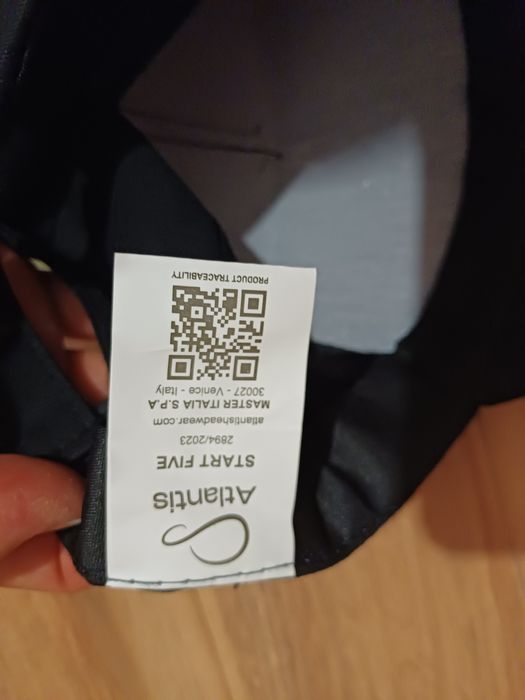 Atlantis
START FIVE
2894/2023
atlantisheadwear.com
MASTER ITALIA S.P.A
30027 - Venice - Italy
PRODUCT TRACEABILITY